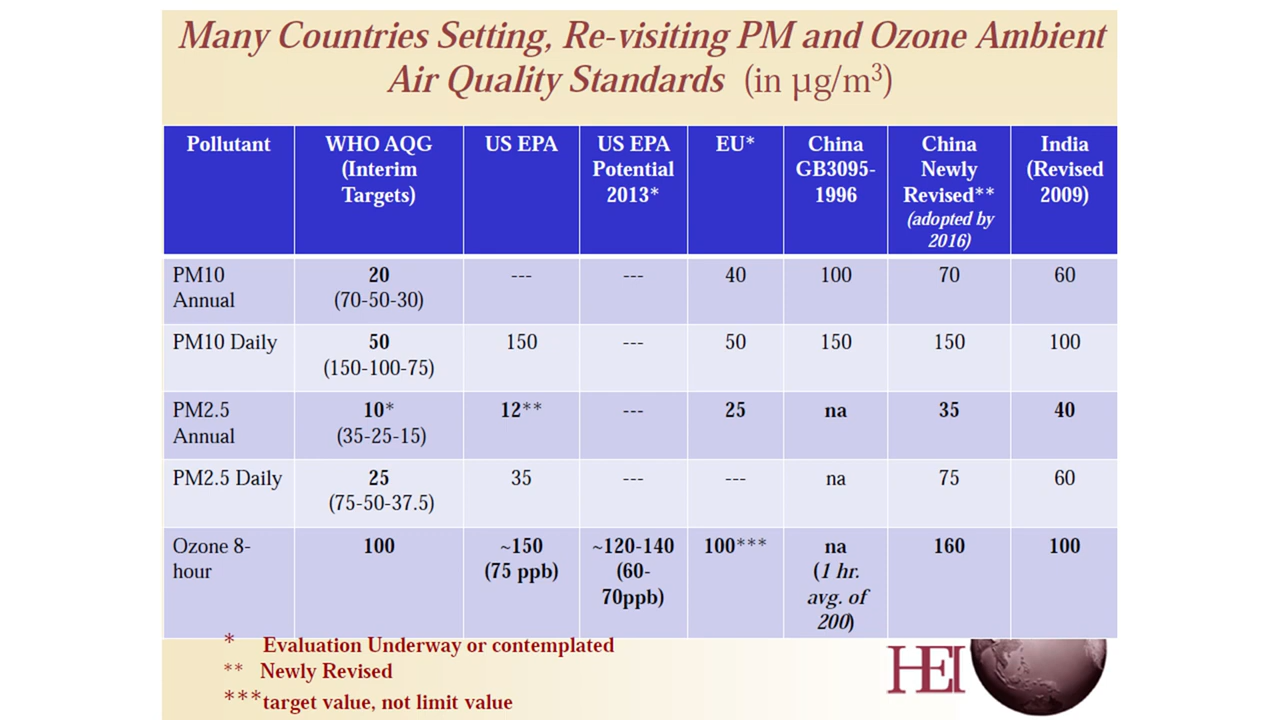 Many Countries Setting, Re-visiting PM and Ozone Ambient
Air Quality Standards (in µg/m³)
Pollutant WHO AQG (Interim Targets) US EPA US EPA Potential 2013* EU* China GB3095-1996 China Newly Revised** (adopted by 2016) India (Revised 2009)
PM10 Annual 20 (70-50-30) --- --- 40 100 70 60
PM10 Daily 50 (150-100-75) 150 --- 50 150 150 100
PM2.5 Annual 10* (35-25-15) 12** --- 25 na 35 40
PM2.5 Daily 25 (75-50-37.5) 35 --- --- na 75 60
Ozone 8-hour 100 ~150 (75 ppb) ~120-140 (60-70ppb) 100*** na (1 hr. avg. of 200) 160 100
* Evaluation Underway or contemplated
** Newly Revised
***target value, not limit value
HEI